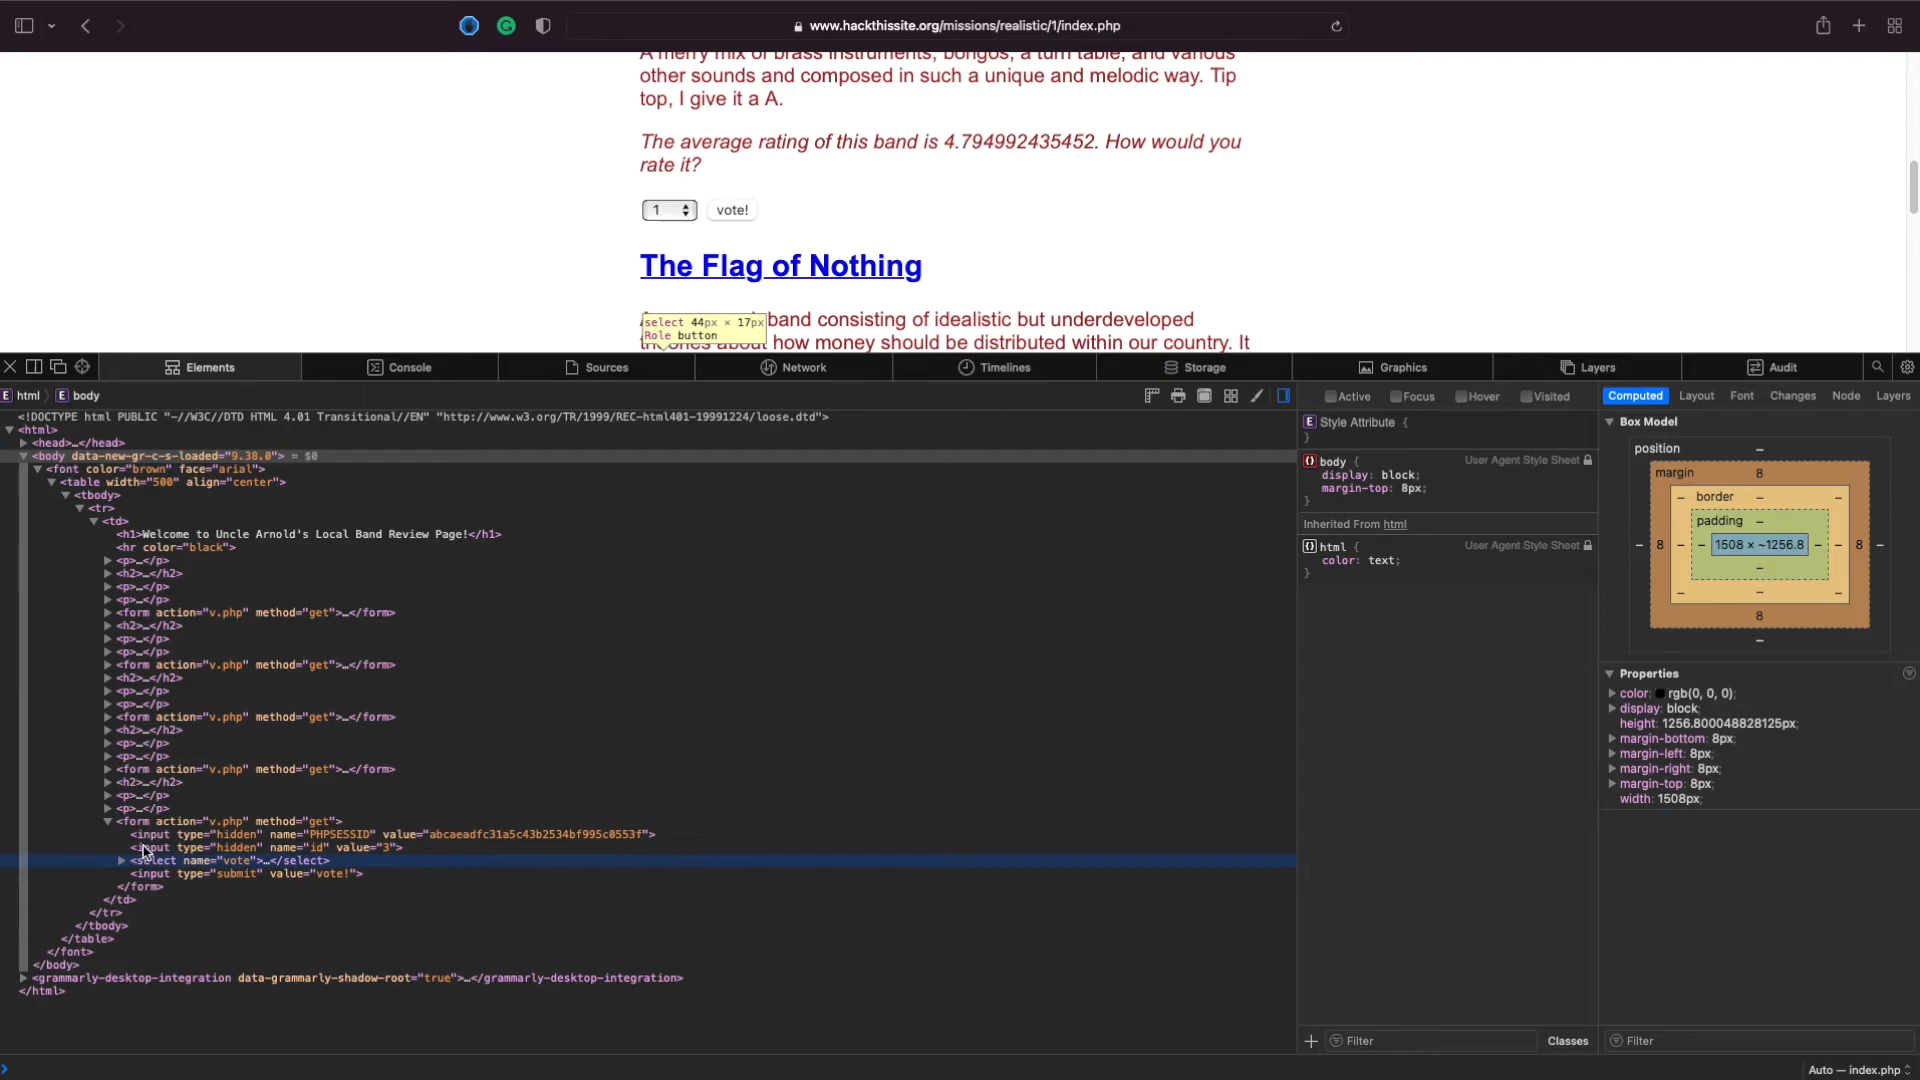 www.hackthissite.org/missions/realistic/1/index.php
A merry mix of brass instruments, bongos, a turn table, and various
other sounds and composed in such a unique and melodic way. Tip
top, I give it a A.
The average rating of this band is 4.794992435452. How would you
rate it?
1 vote!
The Flag of Nothing
band consisting of idealistic but underdeveloped
about how money should be distributed within our country. It
select 44px × 17px
Role button
Elements Console Sources Network Timelines Storage Graphics Layers Audit
E html E body
Active Focus Hover Visited
Computed Layout Font Changes Node Layers
<!DOCTYPE html PUBLIC "-//W3C//DTD HTML 4.01 Transitional//EN" "http://www.w3.org/TR/1999/REC-html401-19991224/loose.dtd">
<html>
<head>…</head>
<body data-new-gr-c-s-loaded="9.38.0"> = $0
<font color="brown" face="arial">
<table width="500" align="center">
<tbody>
<tr>
<td>
<h1>Welcome to Uncle Arnold's Local Band Review Page!</h1>
<hr color="black">
<p>…</p>
<h2>…</h2>
<p>…</p>
<p>…</p>
<form action="v.php" method="get">…</form>
<h2>…</h2>
<p>…</p>
<p>…</p>
<form action="v.php" method="get">…</form>
<h2>…</h2>
<p>…</p>
<p>…</p>
<form action="v.php" method="get">…</form>
<h2>…</h2>
<p>…</p>
<p>…</p>
<form action="v.php" method="get">…</form>
<h2>…</h2>
<p>…</p>
<p>…</p>
<form action="v.php" method="get">
<input type="hidden" name="PHPSESSID" value="abcaeadfc31a5c43b2534bf995c0553f">
<input type="hidden" name="id" value="3">
<select name="vote">…</select>
<input type="submit" value="vote!">
</form>
</td>
</tr>
</tbody>
</table>
</font>
</body>
<grammarly-desktop-integration data-grammarly-shadow-root="true">…</grammarly-desktop-integration>
</html>
E Style Attribute {
}
body { User Agent Style Sheet
display: block;
margin-top: 8px;
}
Inherited From html
html { User Agent Style Sheet
color: text;
}
+ Filter Classes
Box Model
position –
margin 8
– border – –
padding –
– 8 – – 1508 × ~1256.8 – – 8 –
–
– – –
8
–
Properties
color: rgb(0, 0, 0);
display: block;
height: 1256.800048828125px;
margin-bottom: 8px;
margin-left: 8px;
margin-right: 8px;
margin-top: 8px;
width: 1508px;
Filter
Auto — index.php